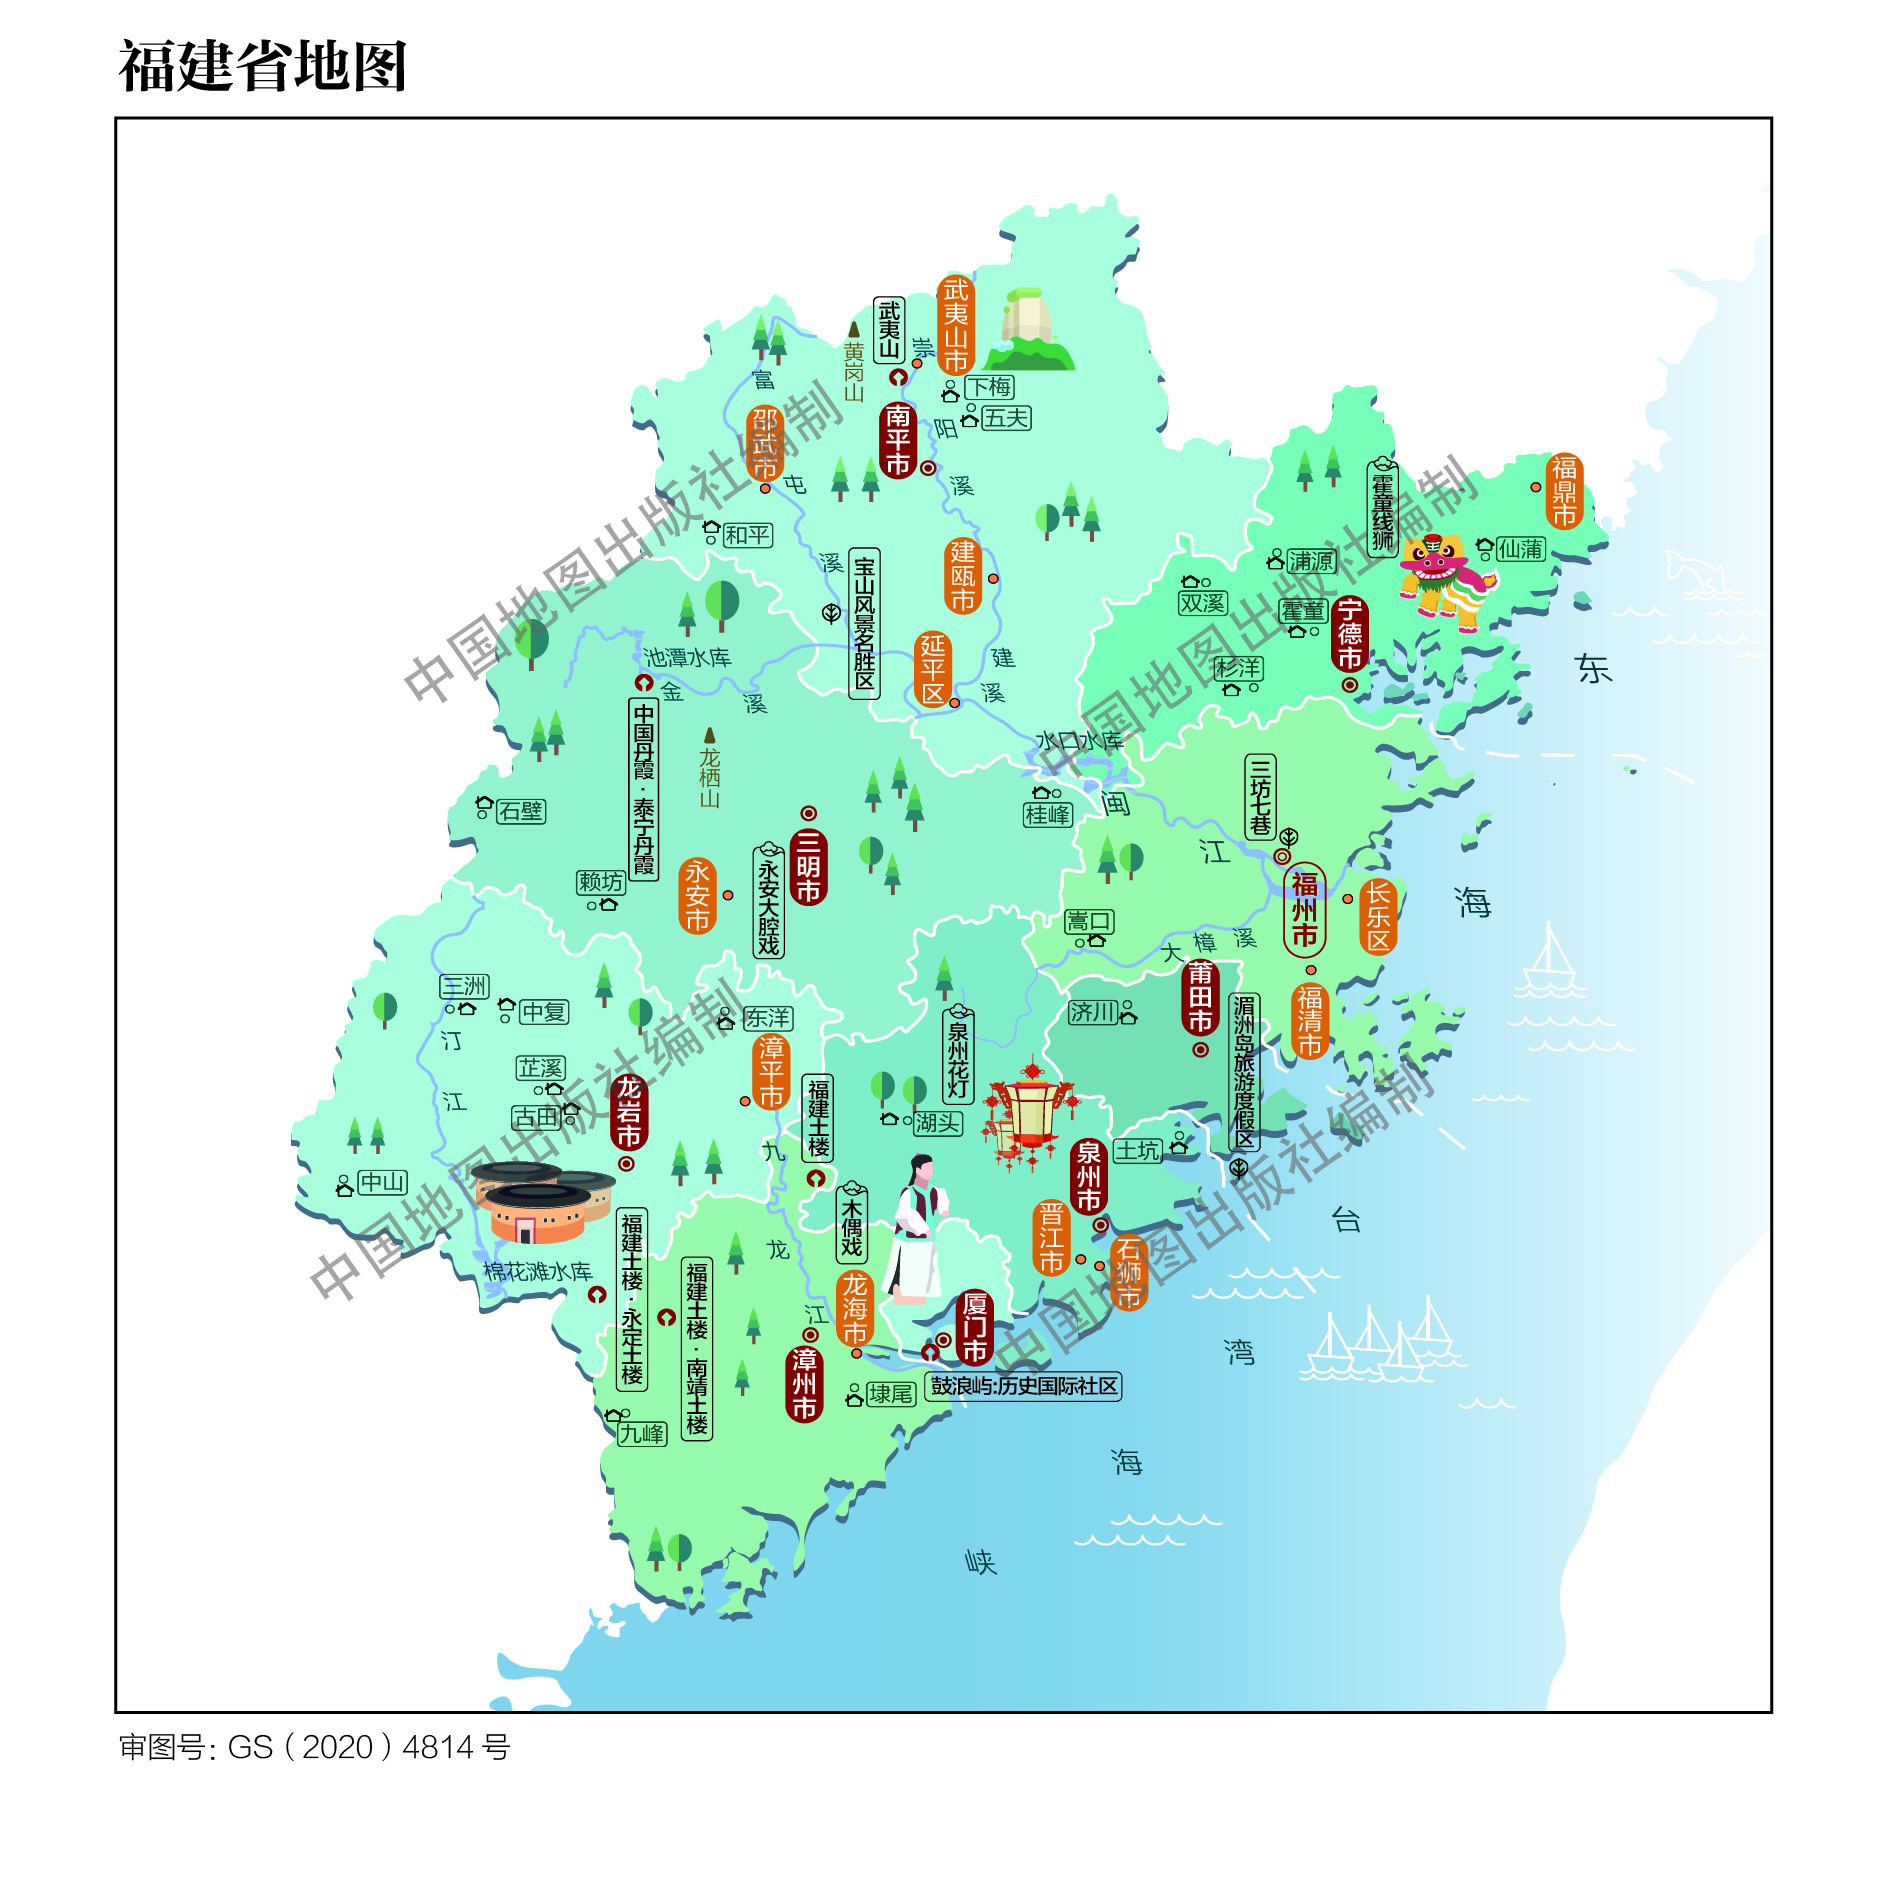 福建省地图
武夷山市
武夷山
崇
黄岗山
下梅
五夫
富
邵武市
南平市
阳
屯
溪
和平
溪
宝山风景名胜区
建瓯市
延平区
建
溪
霍童线狮
福鼎市
仙蒲
浦源
双溪
霍童
宁德市
杉洋
东
池潭水库
金
溪
中国丹霞·泰宁丹霞
龙栖山
水口水库
桂峰
闽
江
三坊七巷
石壁
三明市
永安市
永安大腔戏
赖坊
福州市
长乐区
海
嵩口
大
樟
溪
福清市
莆田市
湄洲岛旅游度假区
济川
三洲
中复
汀
江
芷溪
古田
龙岩市
东洋
漳平市
福建土楼
泉州花灯
湖头
九
土坑
泉州市
中山
木偶戏
晋江市
石狮市
台
龙
江
棉花滩水库
福建土楼·永定土楼
福建土楼·南靖土楼
龙海市
厦门市
漳州市
埭尾
鼓浪屿:历史国际社区
湾
九峰
海
峡
中国地图出版社编制
中国地图出版社编制
中国地图出版社编制
中国地图出版社编制
审图号：GS（2020）4814 号